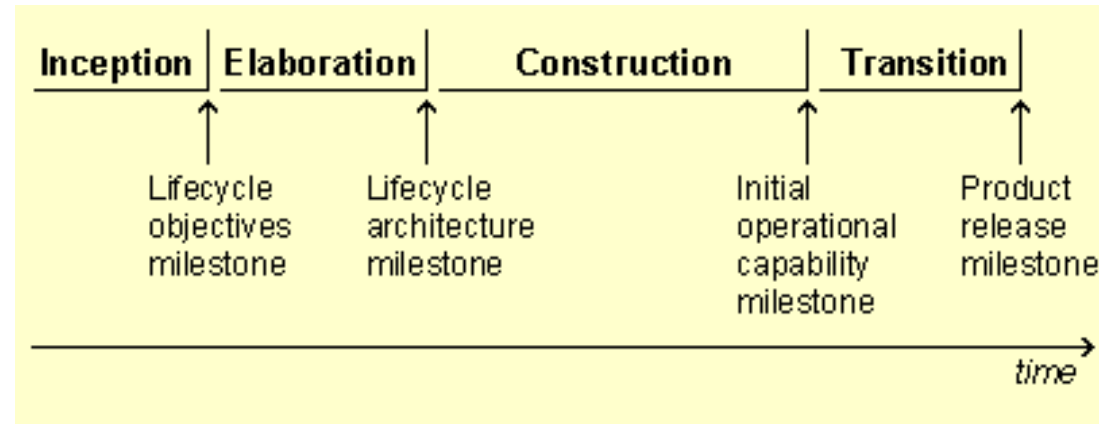 Inception Elaboration Construction Transition
Lifecycle
objectives
milestone
Lifecycle
architecture
milestone
Initial
operational
capability
milestone
Product
release
milestone
time